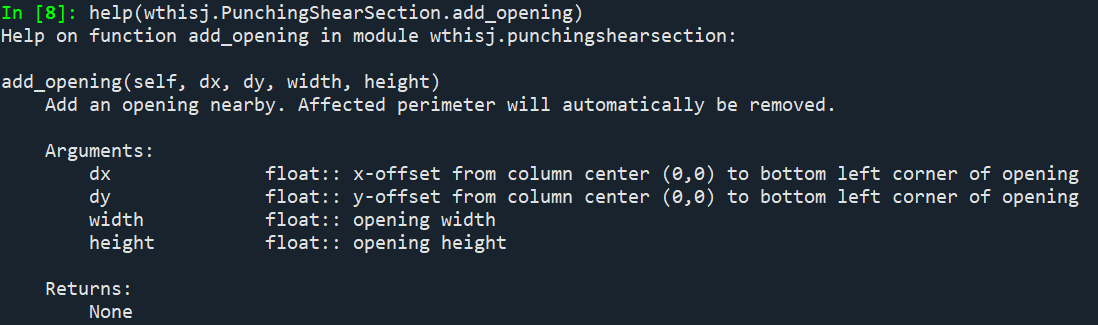 In [8]: help(wthisj.PunchingShearSection.add_opening)
Help on function add_opening in module wthisj.punchingshearsection:
add_opening(self, dx, dy, width, height)
Add an opening nearby. Affected perimeter will automatically be removed.
Arguments:
dx float:: x-offset from column center (0,0) to bottom left corner of opening
dy float:: y-offset from column center (0,0) to bottom left corner of opening
width float:: opening width
height float:: opening height
Returns:
None